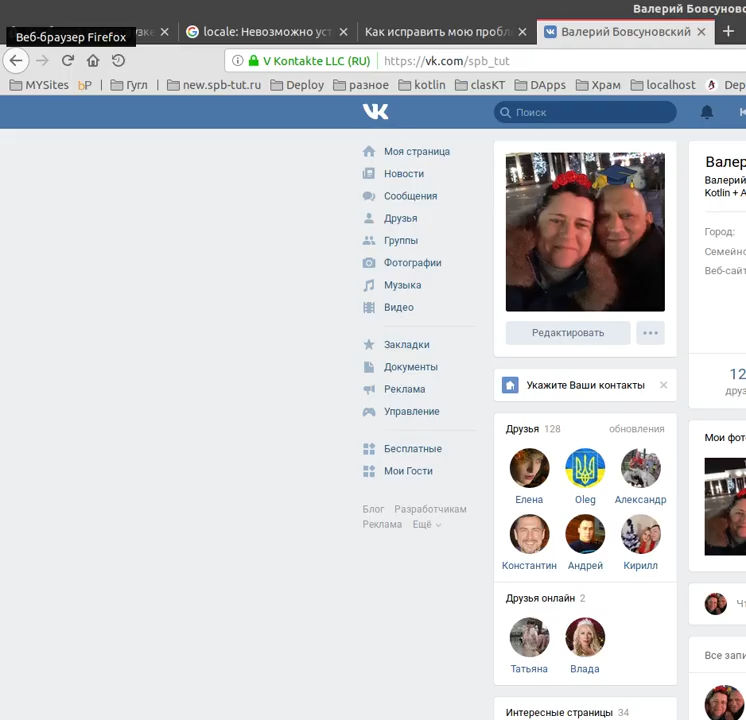 Валерий Бовсуновс
Веб-браузер Firefox
locale: Невозможно уст
Как исправить мою пробл
Валерий Бовсуновский
V Kontakte LLC (RU)
https://vk.com/spb_tut
MYSites
bP
Гугл
new.spb-tut.ru
Deploy
разное
kotlin
clasKT
DApps
Храм
localhost
Dep
Поиск
Моя страница
Новости
Сообщения
Друзья
Группы
Фотографии
Музыка
Видео
Закладки
Документы
Реклама
Управление
Бесплатные
Мои Гости
Блог Разработчикам
Реклама Ещё
Редактировать
Укажите Ваши контакты
Друзья 128
обновления
Елена
Oleg
Александр
Константин
Андрей
Кирилл
Друзья онлайн 2
Татьяна
Влада
Интересные страницы 34
Валер
Валерий
Kotlin + A
Город:
Семейно
Веб-сайт
12
друз
Мои фот
Чт
Все запи